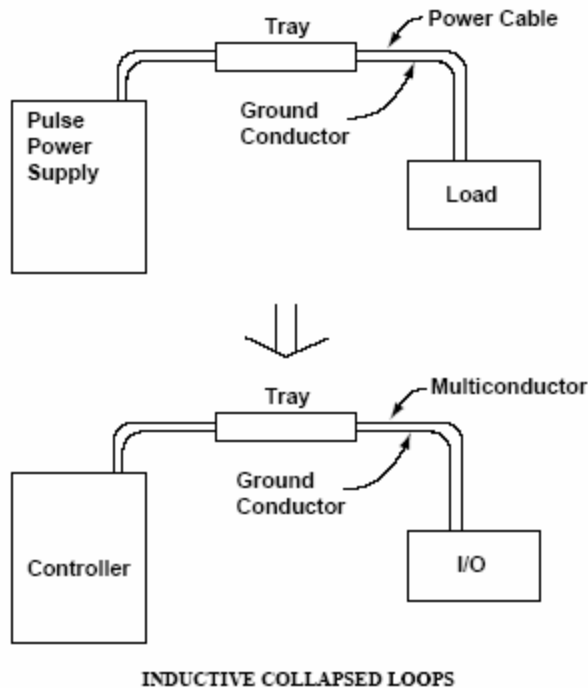 Tray
Power Cable
Pulse
Power
Supply
Ground
Conductor
Load
Tray
Multiconductor
Ground
Conductor
Controller
I/O
INDUCTIVE COLLAPSED LOOPS